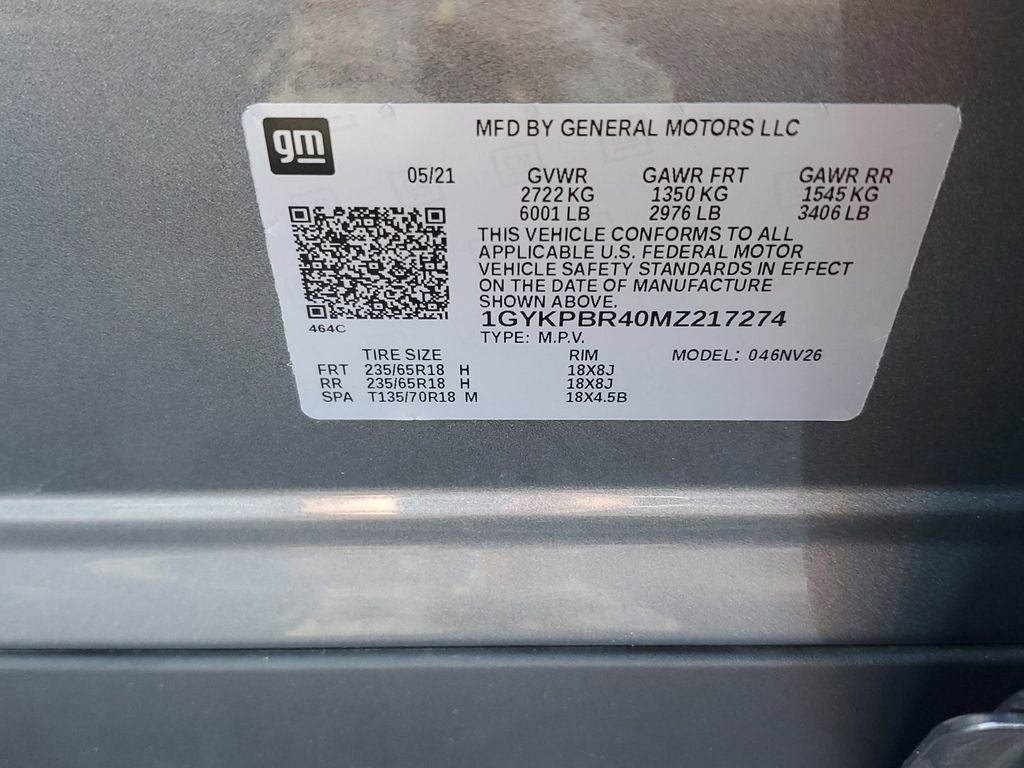 gm
MFD BY GENERAL MOTORS LLC
05/21 GVWR GAWR FRT GAWR RR
2722 KG 1350 KG 1545 KG
6001 LB 2976 LB 3406 LB
THIS VEHICLE CONFORMS TO ALL
APPLICABLE U.S. FEDERAL MOTOR
VEHICLE SAFETY STANDARDS IN EFFECT
ON THE DATE OF MANUFACTURE
SHOWN ABOVE.
464C
1GYKPBR40MZ217274
TYPE: M.P.V.
TIRE SIZE RIM MODEL: 046NV26
FRT 235/65R18 H 18X8J
RR 235/65R18 H 18X8J
SPA T135/70R18 M 18X4.5B